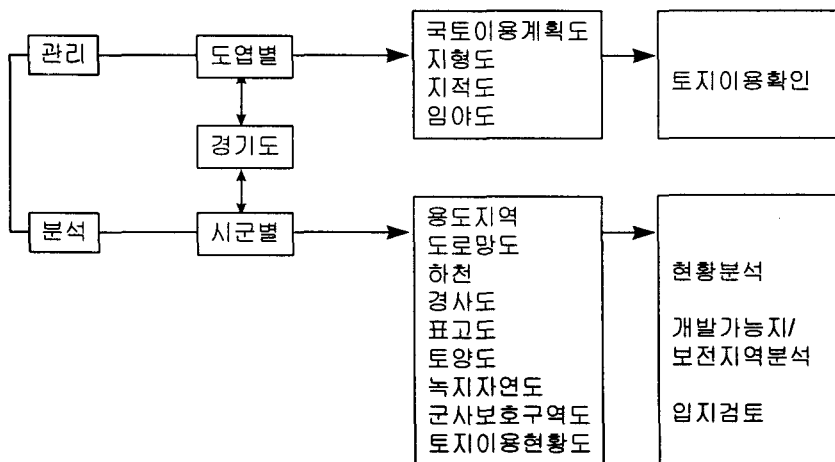 관리
도엽별
국토이용계획도
지형도
지적도
임야도
토지이용확인
경기도
분석
시군별
용도지역
도로망도
하천
경사도
표고도
토양도
녹지자연도
군사보호구역도
토지이용현황도
현황분석
개발가능지/
보전지역분석
입지검토